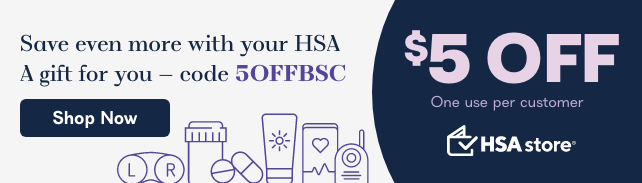 Save even more with your HSA
A gift for you – code 5OFFBSC
Shop Now
L R
$5 OFF
One use per customer
HSA store®